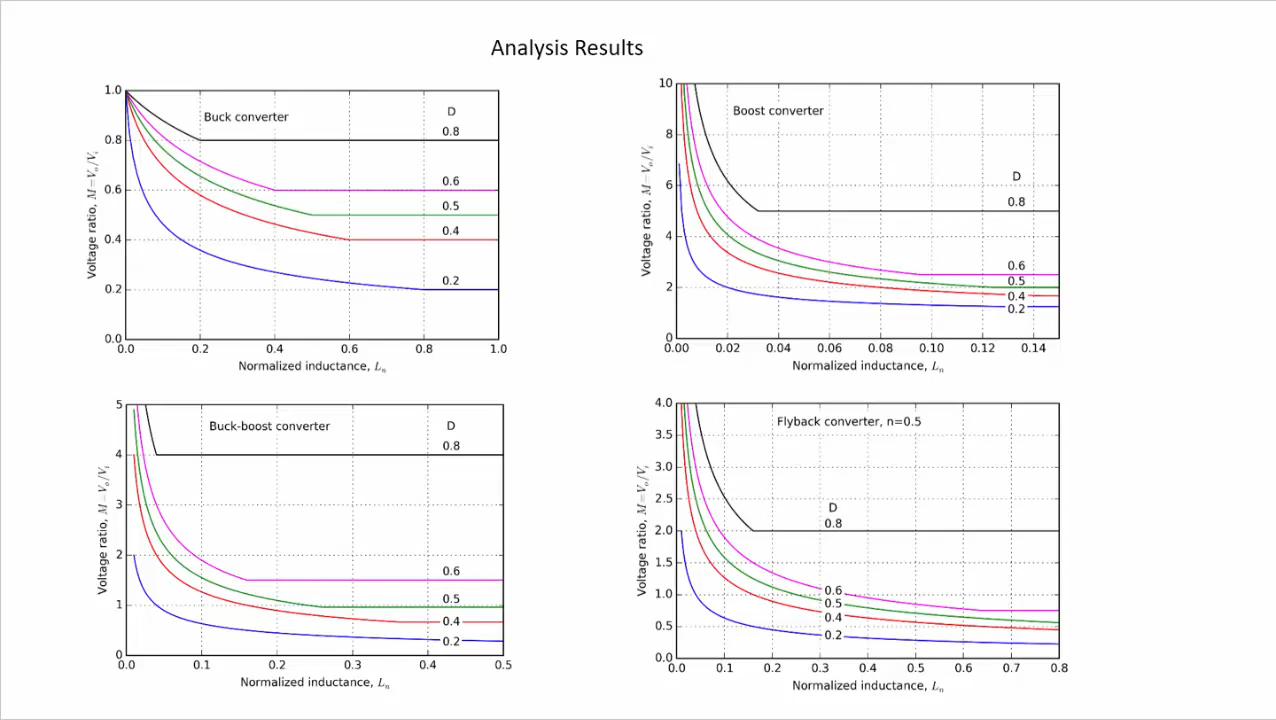 Analysis Results
Buck converter
D
0.8
0.6
0.5
0.4
0.2
1.0
0.8
0.6
0.4
0.2
0.0
0.0 0.2 0.4 0.6 0.8 1.0
Voltage ratio, M=Vo/Vi
Normalized inductance, Ln
Boost converter
D
0.8
0.6
0.5
0.4
0.2
10
8
6
4
2
0
0.00 0.02 0.04 0.06 0.08 0.10 0.12 0.14
Voltage ratio, M−Vo/Vi
Normalized inductance, Ln
Buck-boost converter
D
0.8
0.6
0.5
0.4
0.2
5
4
3
2
1
0
0.0 0.1 0.2 0.3 0.4 0.5
Voltage ratio, M−Vo/Vi
Normalized inductance, Ln
Flyback converter, n=0.5
D
0.8
0.6
0.5
0.4
0.2
4.0
3.5
3.0
2.5
2.0
1.5
1.0
0.5
0.0
0.0 0.1 0.2 0.3 0.4 0.5 0.6 0.7 0.8
Voltage ratio, M=Vo/Vi
Normalized inductance, Ln